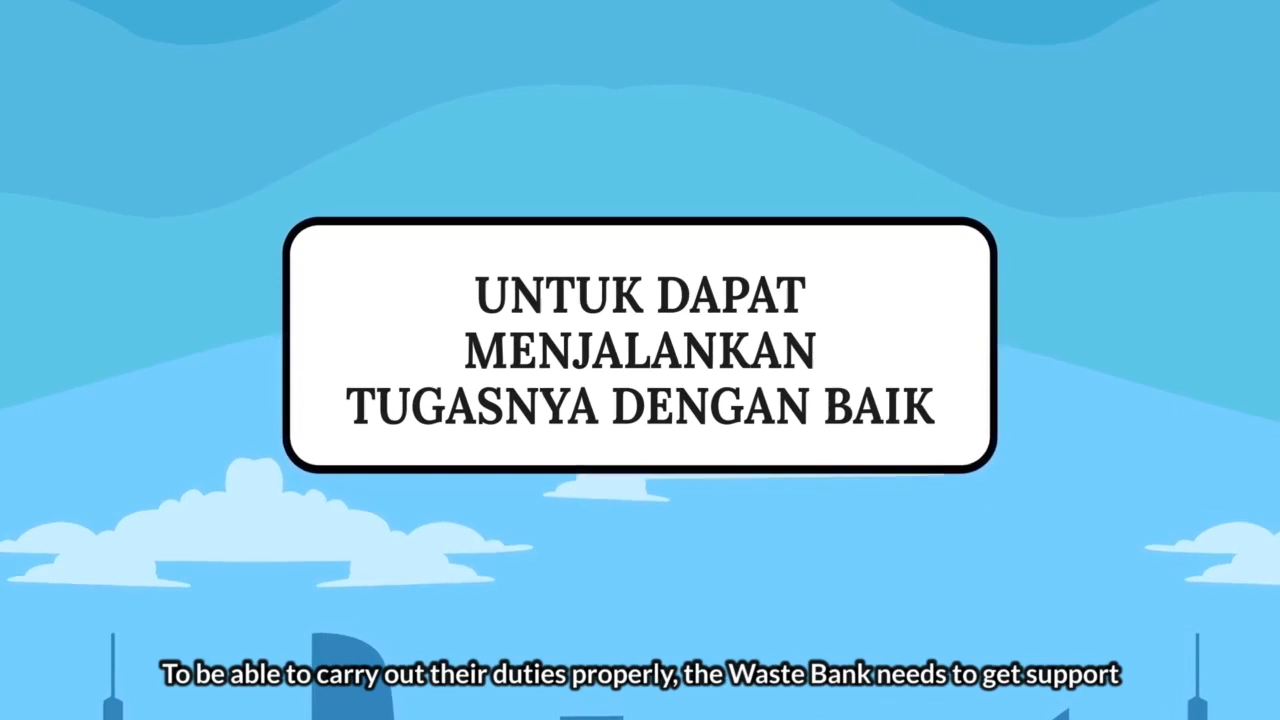 UNTUK DAPAT
MENJALANKAN
TUGASNYA DENGAN BAIK
To be able to carry out their duties properly, the Waste Bank needs to get support